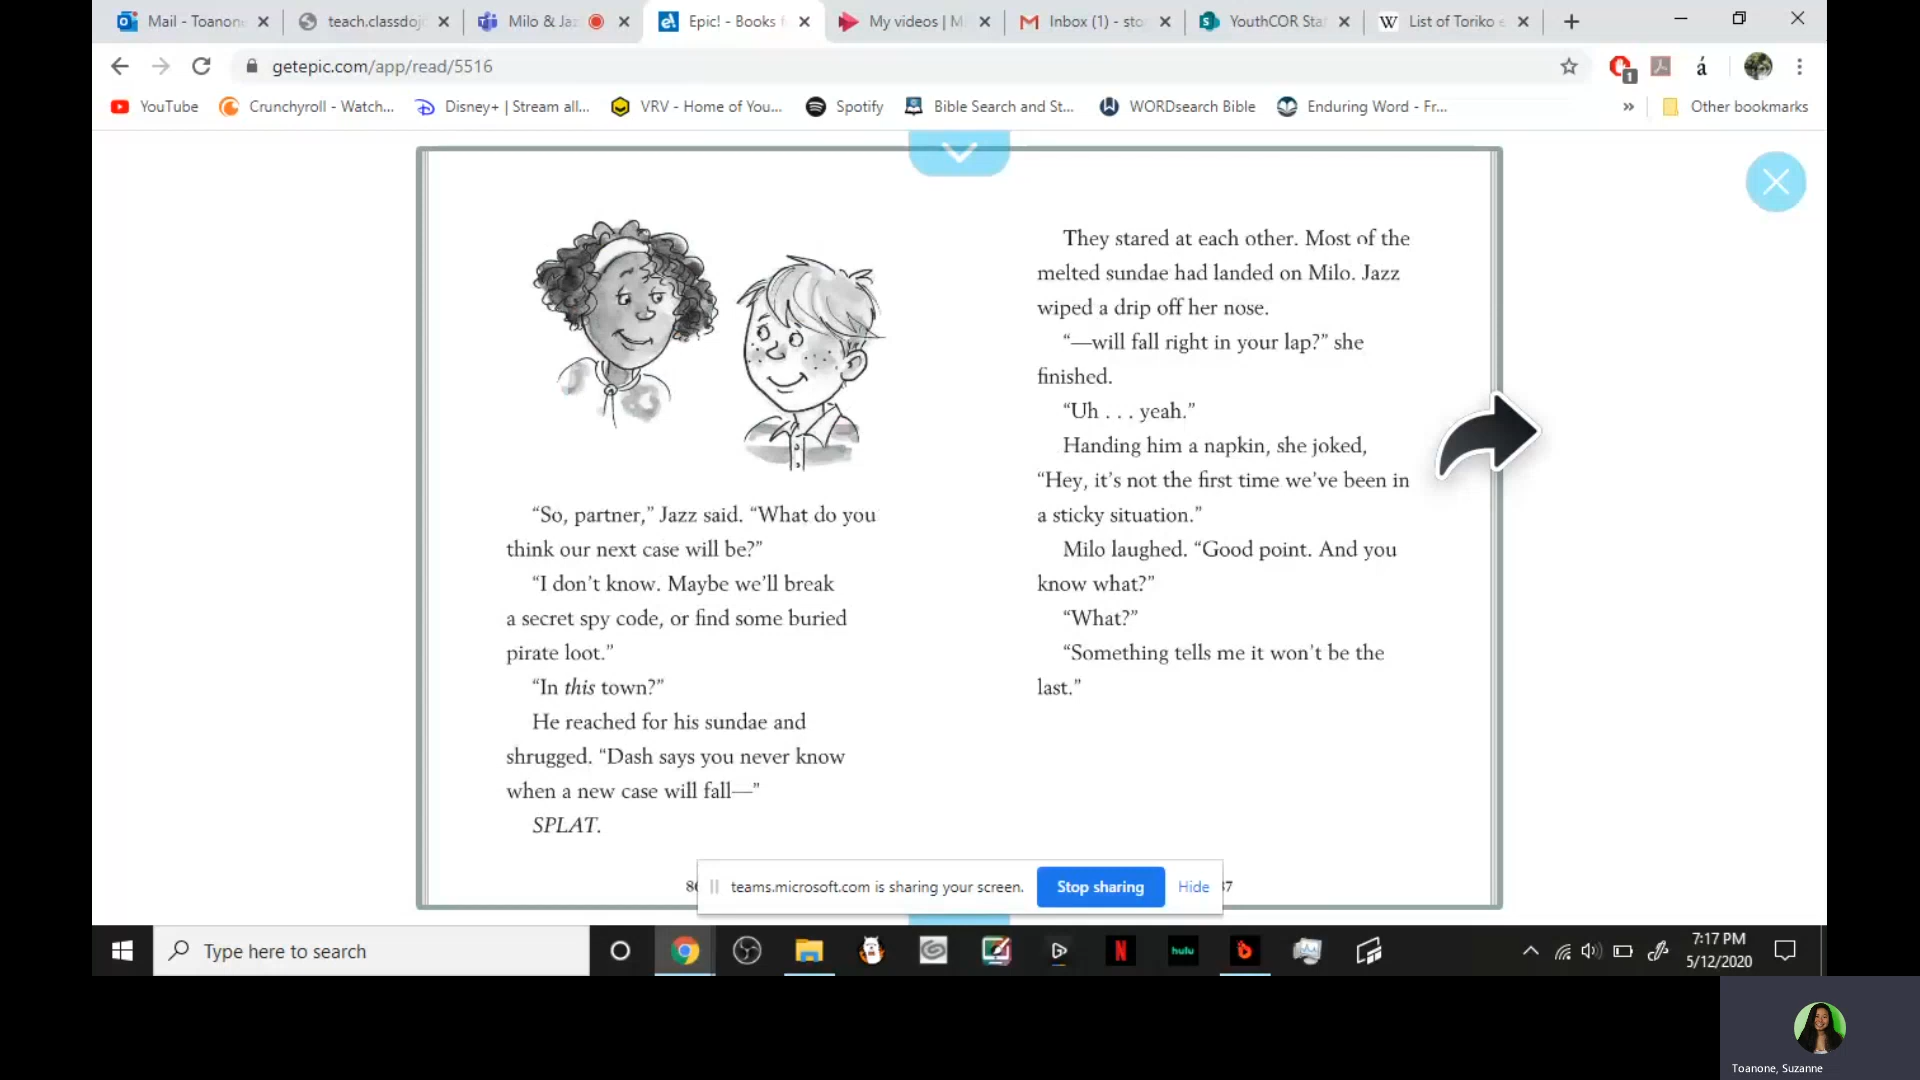 Mail - Toanone
teach.classdojo
Milo & Jaz
Epic! - Books f
My videos | M
Inbox (1) - sto
YouthCOR Sta
List of Toriko e
getepic.com/app/read/5516
1
á
YouTube
Crunchyroll - Watch...
Disney+ | Stream all...
VRV - Home of You...
Spotify
Bible Search and St...
WORDsearch Bible
Enduring Word - Fr...
»
Other bookmarks
“So, partner,” Jazz said. “What do you
think our next case will be?”
“I don’t know. Maybe we’ll break
a secret spy code, or find some buried
pirate loot.”
“In this town?”
He reached for his sundae and
shrugged. “Dash says you never know
when a new case will fall—”
SPLAT.
They stared at each other. Most of the
melted sundae had landed on Milo. Jazz
wiped a drip off her nose.
“—will fall right in your lap?” she
finished.
“Uh . . . yeah.”
Handing him a napkin, she joked,
“Hey, it’s not the first time we’ve been in
a sticky situation.”
Milo laughed. “Good point. And you
know what?”
“What?”
“Something tells me it won’t be the
last.”
teams.microsoft.com is sharing your screen.
Stop sharing
Hide
Type here to search
N
hulu
7:17 PM
5/12/2020
Toanone, Suzanne